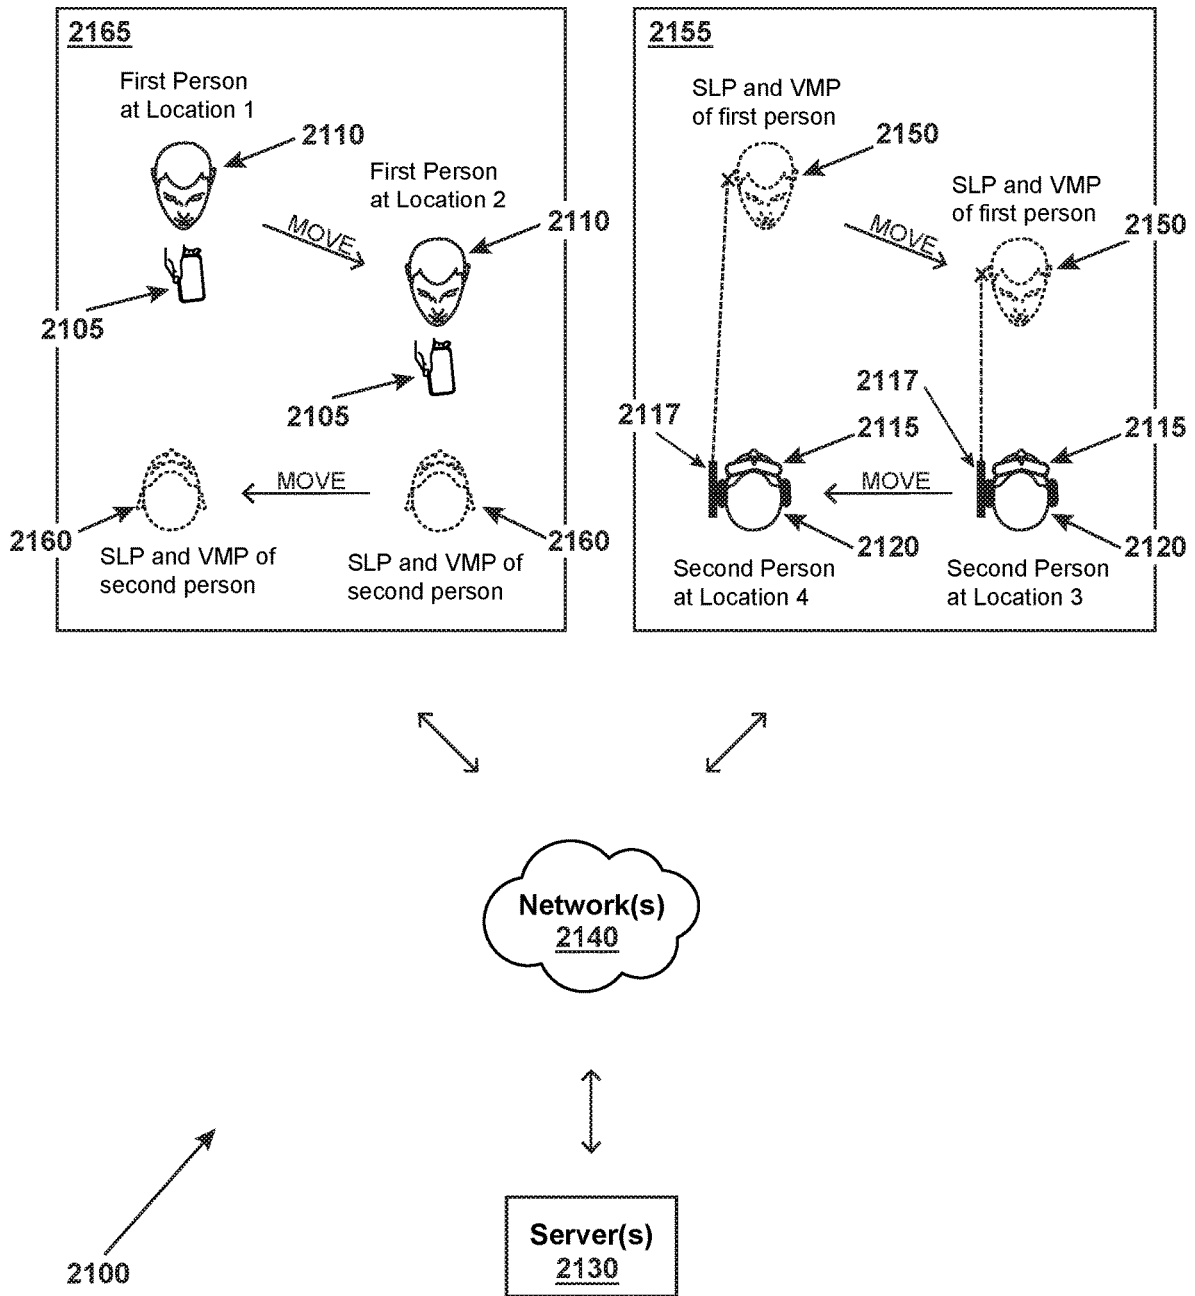 2165
First Person
at Location 1
2110
First Person
at Location 2
MOVE
2110
2105
2105
MOVE
2160
2160
SLP and VMP of
second person
SLP and VMP of
second person
2155
SLP and VMP
of first person
2150
SLP and VMP
of first person
MOVE
2150
2117
2117
2115
2115
MOVE
2120
2120
Second Person
at Location 4
Second Person
at Location 3
Network(s)
2140
Server(s)
2130
2100